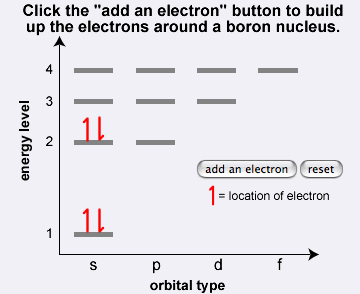 Click the "add an electron" button to build
up the electrons around a boron nucleus.
energy level
4
3
2
1
add an electron reset
= location of electron
s p d f
orbital type